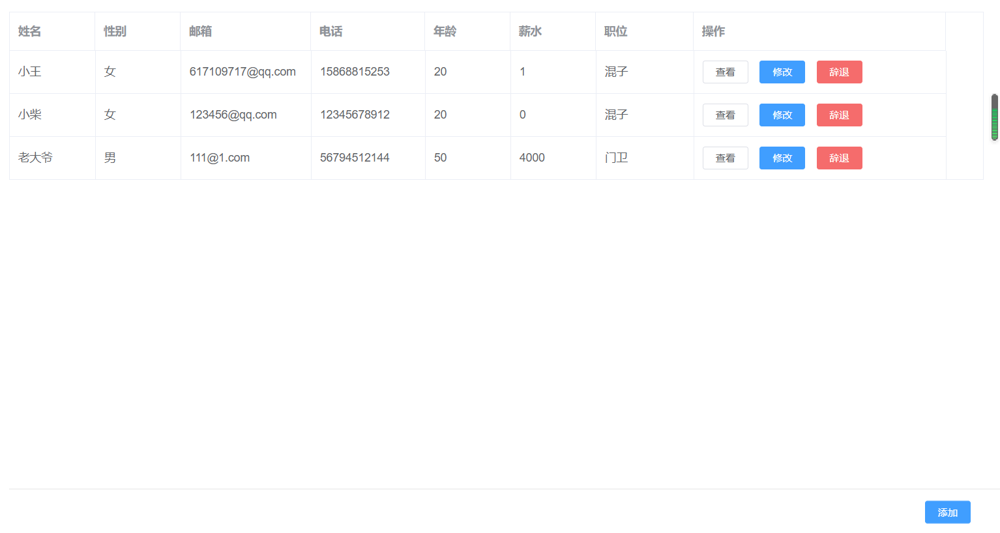 姓名 性别 邮箱 电话 年龄 薪水 职位 操作
小王 女 617109717@qq.com 15868815253 20 1 混子 查看 修改 辞退
小柴 女 123456@qq.com 12345678912 20 0 混子 查看 修改 辞退
老大爷 男 111@1.com 56794512144 50 4000 门卫 查看 修改 辞退
添加